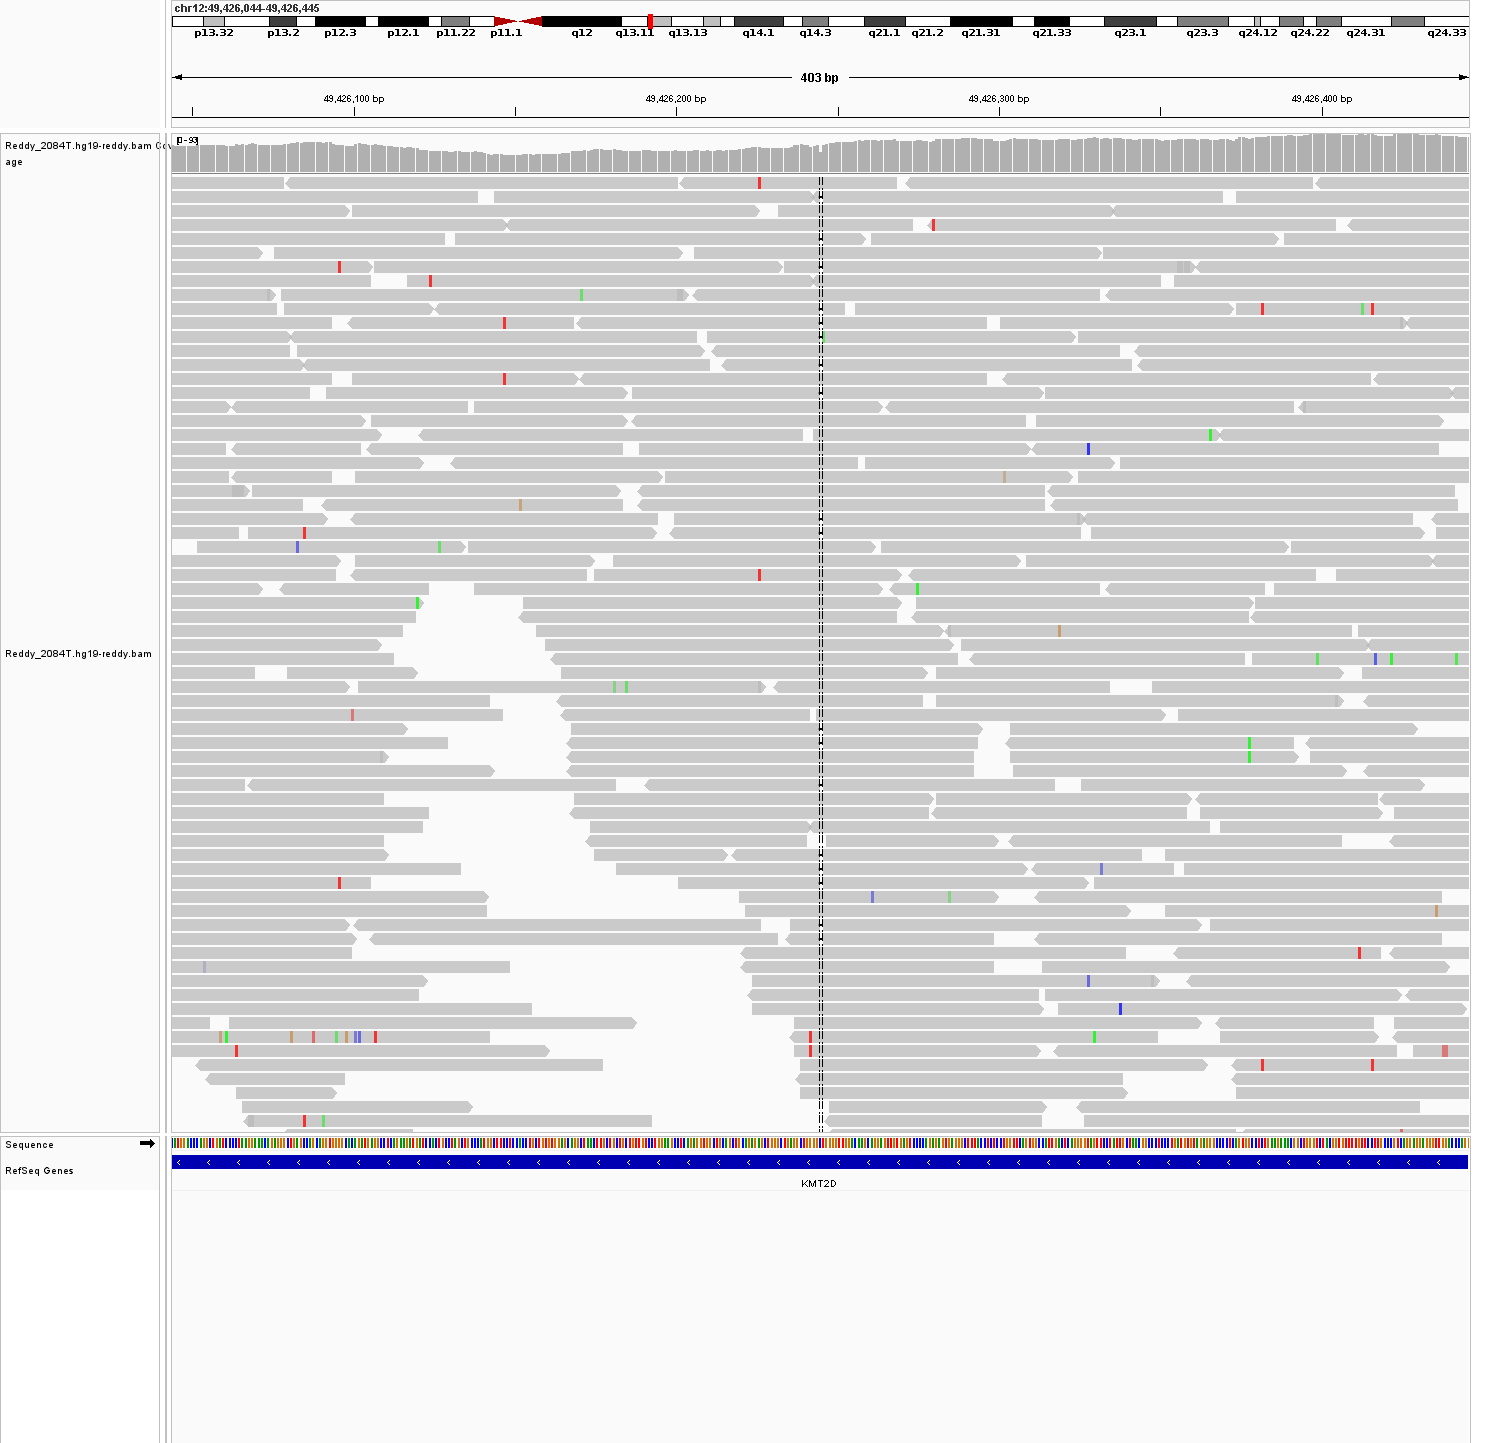 chr12:49,426,044-49,426,445
p13.32 p13.2 p12.3 p12.1 p11.22 p11.1 q12 q13.11 q13.13 q14.1 q14.3 q21.1 q21.2 q21.31 q21.33 q23.1 q23.3 q24.12 q24.22 q24.31 q24.33
403 bp
49,426,100 bp 49,426,200 bp 49,426,300 bp 49,426,400 bp
[0-93]
Reddy_2084T.hg19-reddy.bam Cov
age
Reddy_2084T.hg19-reddy.bam
Sequence
RefSeq Genes
KMT2D